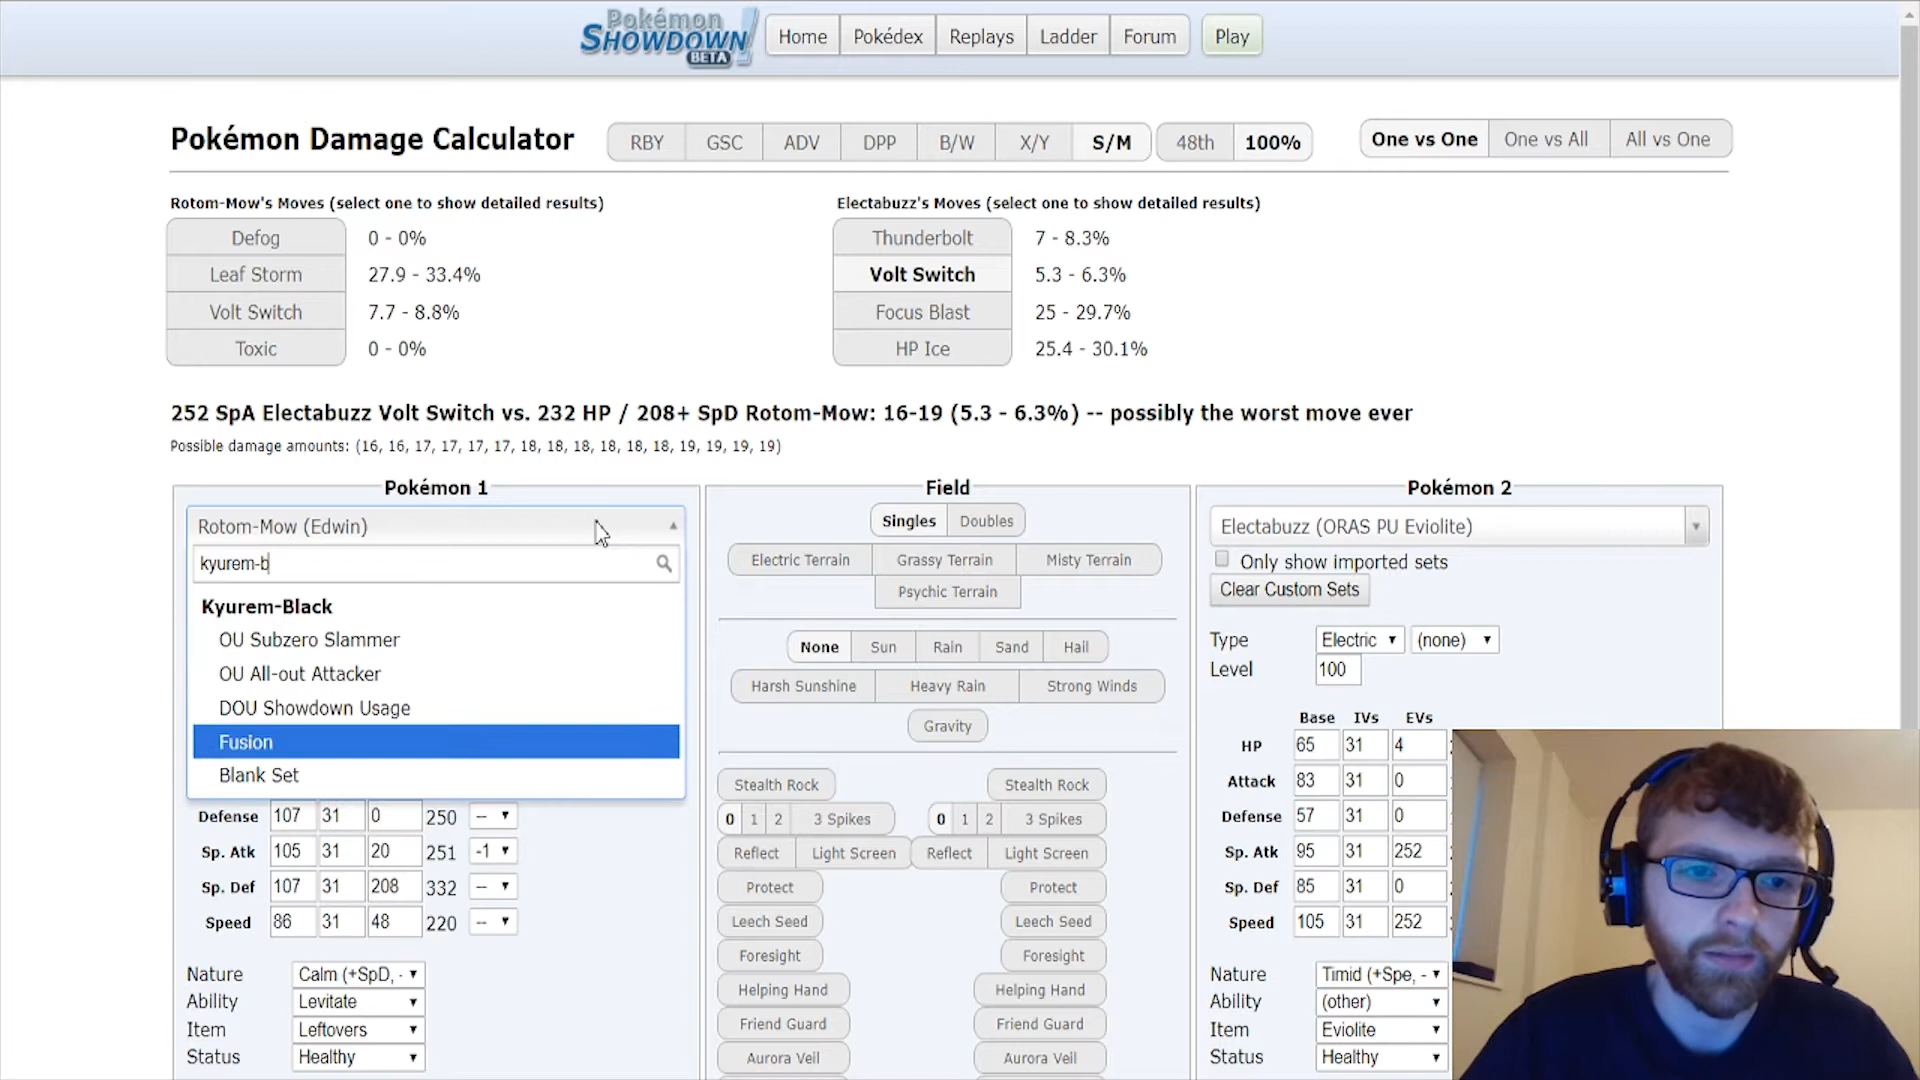 Pokémon
SHOWDOWN!
BETA
Home Pokédex Replays Ladder Forum Play
Pokémon Damage Calculator RBY GSC ADV DPP B/W X/Y S/M 48th 100% One vs One One vs All All vs One
Rotom-Mow's Moves (select one to show detailed results) Electabuzz's Moves (select one to show detailed results)
Defog 0 - 0% Thunderbolt 7 - 8.3%
Leaf Storm 27.9 - 33.4% Volt Switch 5.3 - 6.3%
Volt Switch 7.7 - 8.8% Focus Blast 25 - 29.7%
Toxic 0 - 0% HP Ice 25.4 - 30.1%
252 SpA Electabuzz Volt Switch vs. 232 HP / 208+ SpD Rotom-Mow: 16-19 (5.3 - 6.3%) -- possibly the worst move ever
Possible damage amounts: (16, 16, 17, 17, 17, 17, 18, 18, 18, 18, 18, 18, 19, 19, 19, 19)
Pokémon 1
Rotom-Mow (Edwin)
kyurem-b
Kyurem-Black
OU Subzero Slammer
OU All-out Attacker
DOU Showdown Usage
Fusion
Blank Set
Defense 107 31 0 250 --
Sp. Atk 105 31 20 251 -1
Sp. Def 107 31 208 332 --
Speed 86 31 48 220 --
Nature Calm (+SpD, -
Ability Levitate
Item Leftovers
Status Healthy
Field
Singles Doubles
Electric Terrain Grassy Terrain Misty Terrain
Psychic Terrain
None Sun Rain Sand Hail
Harsh Sunshine Heavy Rain Strong Winds
Gravity
Stealth Rock Stealth Rock
0 1 2 3 Spikes 0 1 2 3 Spikes
Reflect Light Screen Reflect Light Screen
Protect Protect
Leech Seed Leech Seed
Foresight Foresight
Helping Hand Helping Hand
Friend Guard Friend Guard
Aurora Veil Aurora Veil
Pokémon 2
Electabuzz (ORAS PU Eviolite)
Only show imported sets
Clear Custom Sets
Type Electric (none)
Level 100
Base IVs EVs
HP 65 31 4
Attack 83 31 0
Defense 57 31 0
Sp. Atk 95 31 252
Sp. Def 85 31 0
Speed 105 31 252
Nature Timid (+Spe, -
Ability (other)
Item Eviolite
Status Healthy